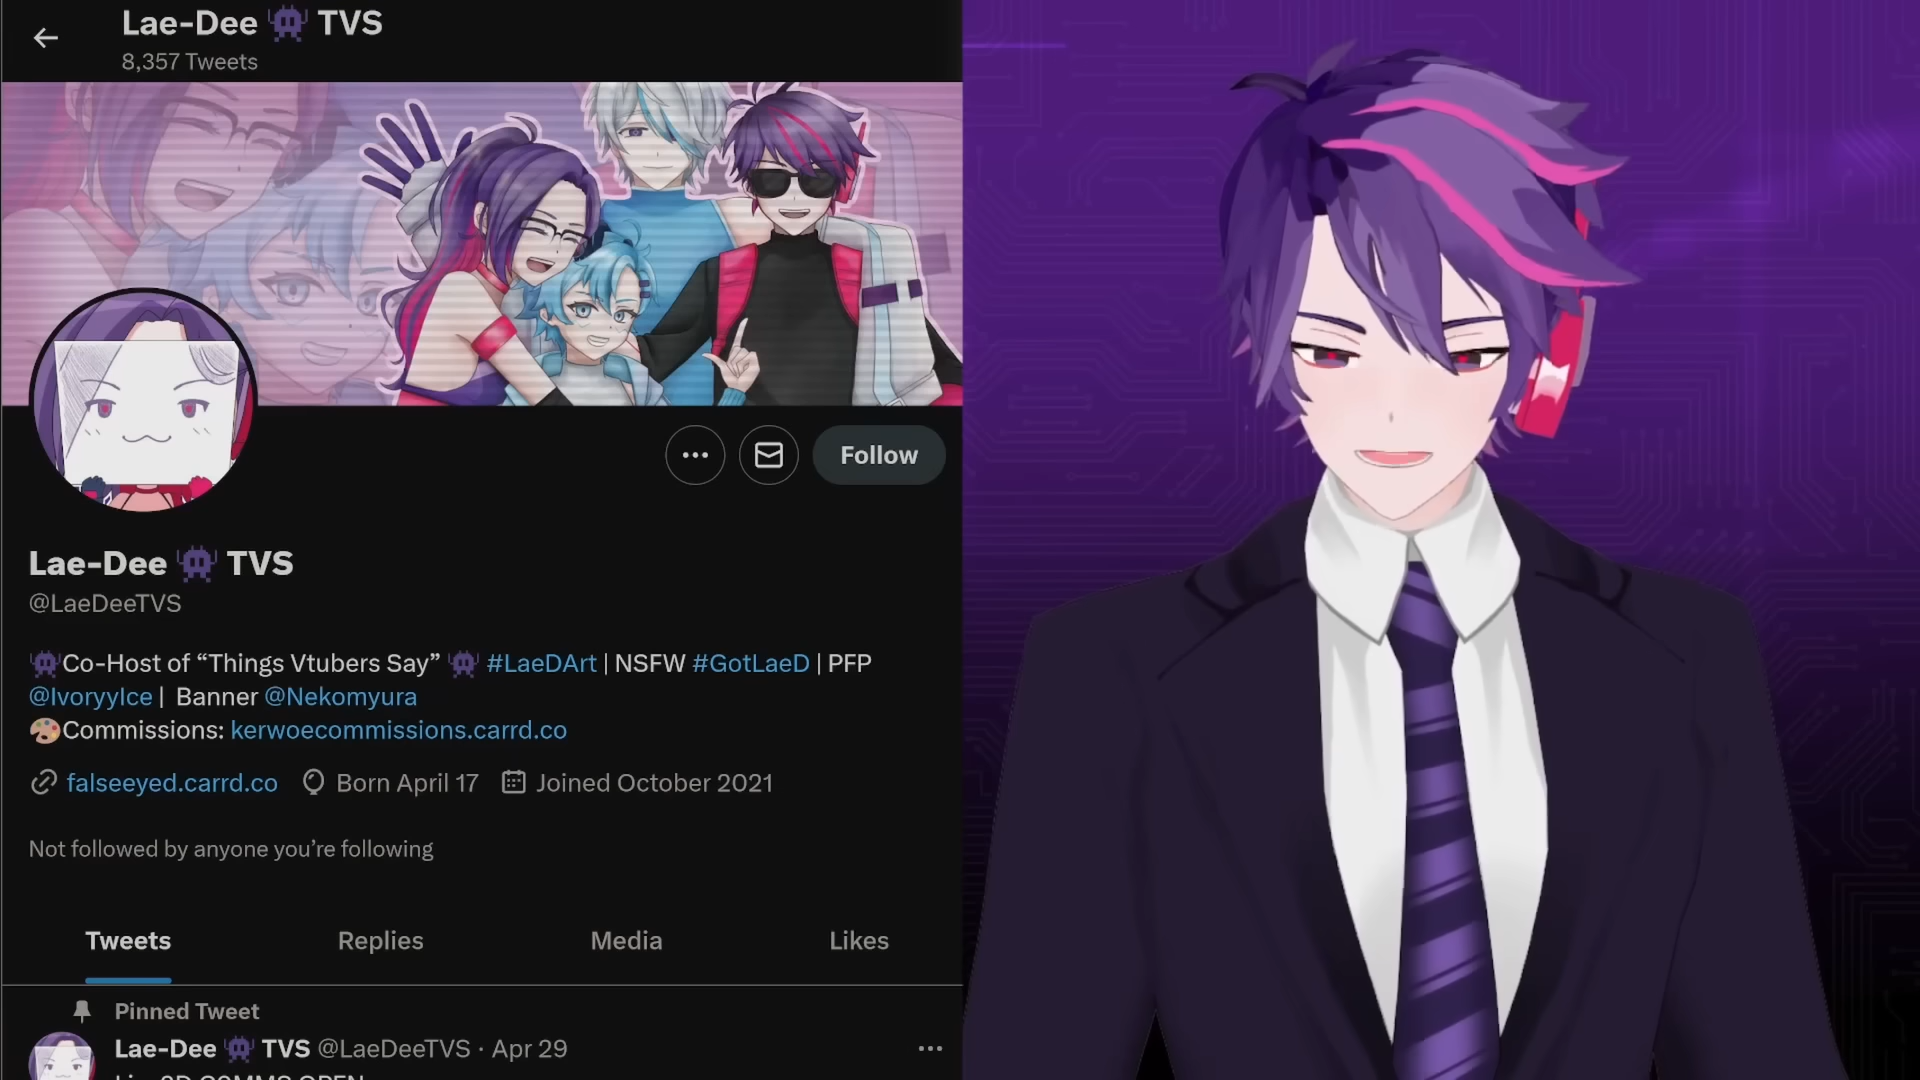 Lae-Dee 👾 TVS
8,357 Tweets
Follow
Lae-Dee 👾 TVS
@LaeDeeTVS
👾Co-Host of “Things Vtubers Say” 👾 #LaeDArt | NSFW #GotLaeD | PFP
@IvoryyIce | Banner @Nekomyura
🎨Commissions: kerwoecommissions.carrd.co
falseeyed.carrd.co Born April 17 Joined October 2021
Not followed by anyone you’re following
Tweets Replies Media Likes
Pinned Tweet
Lae-Dee 👾 TVS @LaeDeeTVS · Apr 29
COMMS OPEN